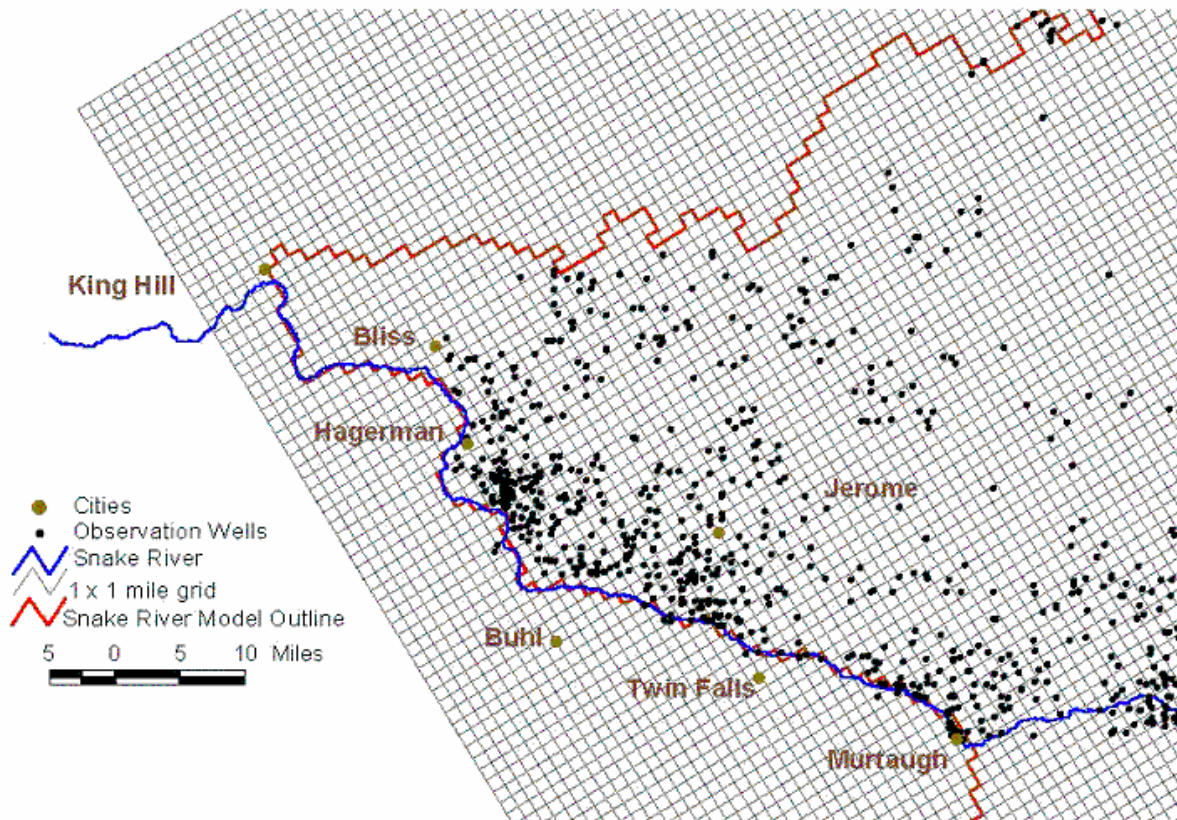 King Hill
Bliss
Hagerman
Jerome
Cities
Observation Wells
Snake River
1 x 1 mile grid
Snake River Model Outline
5 0 5 10 Miles
Buhl
Twin Falls
Murtaugh